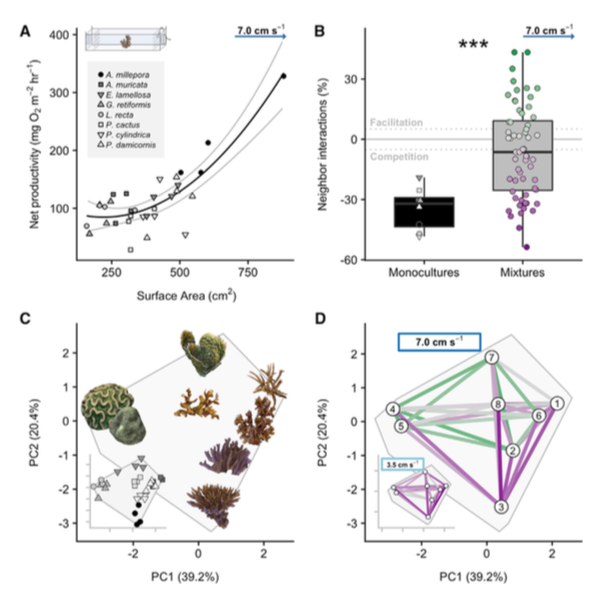 A
7.0 cm s⁻¹
400
300
200
100
Net productivity (mg O₂ m⁻² hr⁻¹)
A. millepora
A. muricata
E. lamellosa
G. retiformis
L. recta
P. cactus
P. cylindrica
P. damicornis
250
500
750
Surface Area (cm²)
B
7.0 cm s⁻¹
***
30
0
-30
-60
Neighbor interactions (%)
Facilitation
Competition
Monocultures
Mixtures
C
2
1
0
-1
-2
-3
PC2 (20.4%)
-2
0
2
PC1 (39.2%)
D
7.0 cm s⁻¹
2
1
0
-1
-2
-3
PC2 (20.4%)
7
4
5
8
6
1
2
3
3.5 cm s⁻¹
-2
0
2
PC1 (39.2%)